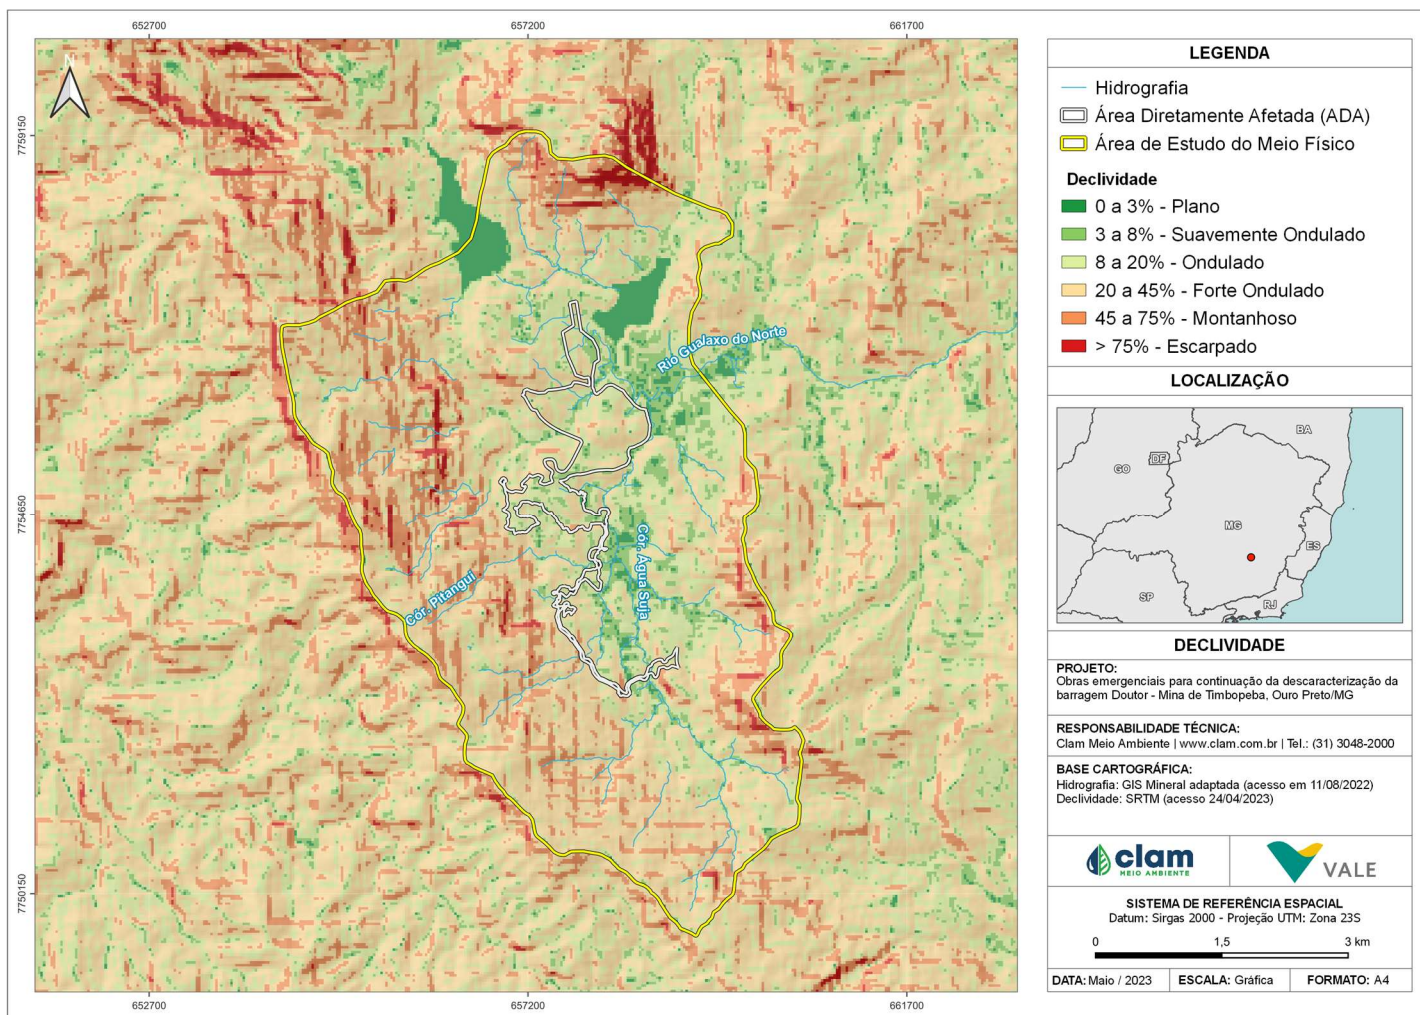 652700
657200
661700
7759150
7754650
7750150
N
Rio Gualaxo do Norte
Cór. Água Suja
Cór. Pitangui
652700
657200
661700
LEGENDA
Hidrografia
Área Diretamente Afetada (ADA)
Área de Estudo do Meio Físico
Declividade
0 a 3% - Plano
3 a 8% - Suavemente Ondulado
8 a 20% - Ondulado
20 a 45% - Forte Ondulado
45 a 75% - Montanhoso
> 75% - Escarpado
LOCALIZAÇÃO
BA
GO
DF
MG
ES
SP
RJ
DECLIVIDADE
PROJETO:
Obras emergenciais para continuação da descaracterização da
barragem Doutor - Mina de Timbopeba, Ouro Preto/MG
RESPONSABILIDADE TÉCNICA:
Clam Meio Ambiente | www.clam.com.br | Tel.: (31) 3048-2000
BASE CARTOGRÁFICA:
Hidrografia: GIS Mineral adaptada (acesso em 11/08/2022)
Declividade: SRTM (acesso 24/04/2023)
clam
MEIO AMBIENTE
VALE
SISTEMA DE REFERÊNCIA ESPACIAL
Datum: Sirgas 2000 - Projeção UTM: Zona 23S
0 1,5 3 km
DATA: Maio / 2023 ESCALA: Gráfica FORMATO: A4